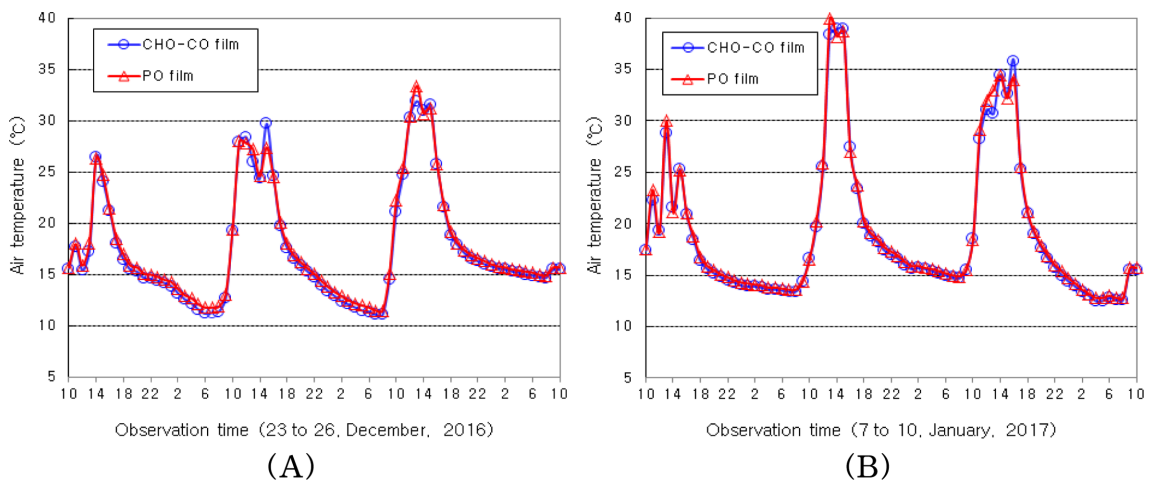 40
35
30
25
20
15
10
5
Air temperature (℃)
CHO-CO film
PO film
10 14 18 22 2 6 10 14 18 22 2 6 10 14 18 22 2 6 10
Observation time (23 to 26, December, 2016)
(A)
40
35
30
25
20
15
10
5
Air temperature (℃)
CHO-CO film
PO film
10 14 18 22 2 6 10 14 18 22 2 6 10 14 18 22 2 6 10
Observation time (7 to 10, January, 2017)
(B)